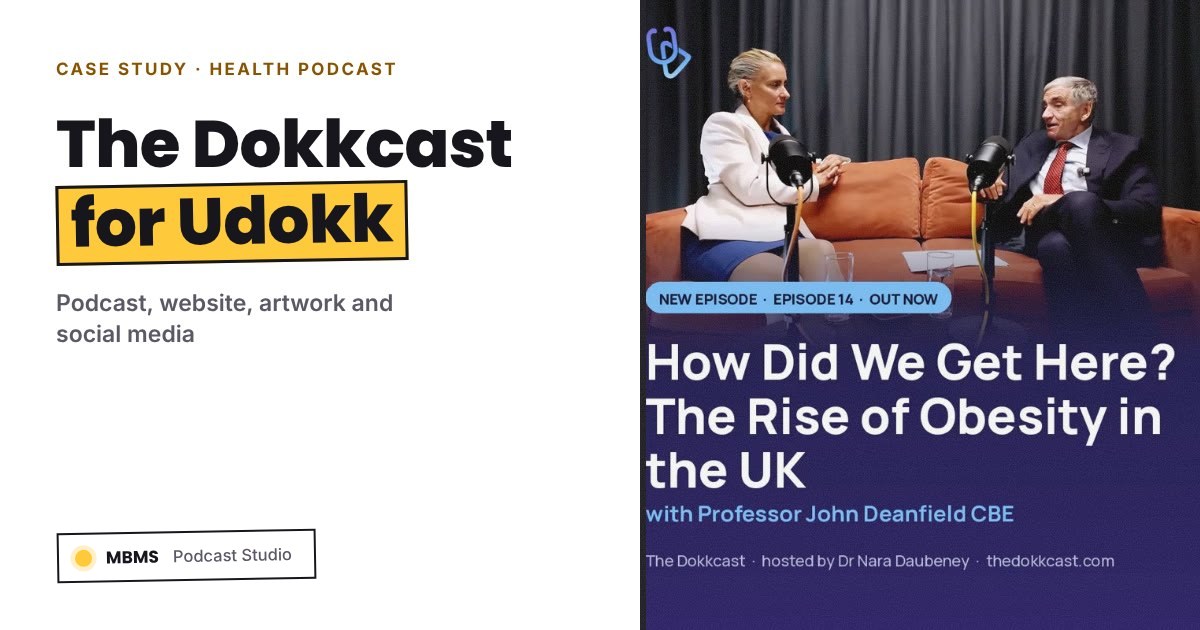 CASE STUDY · HEALTH PODCAST
The Dokkcast
for Udokk
Podcast, website, artwork and
social media
MBMS Podcast Studio
NEW EPISODE · EPISODE 14 · OUT NOW
How Did We Get Here?
The Rise of Obesity in
the UK
with Professor John Deanfield CBE
The Dokkcast · hosted by Dr Nara Daubeney · thedokkcast.com